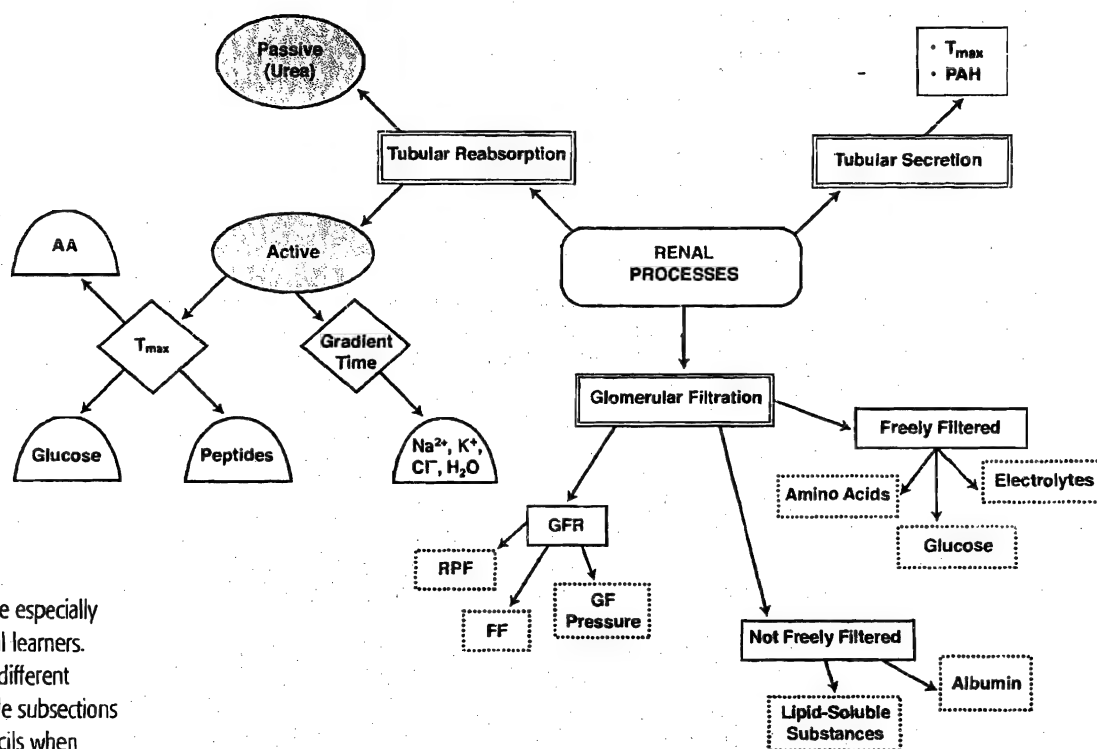 Passive
(Urea)
• Tmax
• PAH
Tubular Reabsorption
Tubular Secretion
AA
Active
RENAL
PROCESSES
Tmax
Gradient
Time
Glomerular Filtration
Glucose
Peptides
Na²⁺, K⁺,
Cl⁻, H₂O
Freely Filtered
Amino Acids
Electrolytes
Glucose
GFR
RPF
FF
GF
Pressure
Not Freely Filtered
Lipid-Soluble
Substances
Albumin
e especially
l learners.
different
e subsections
cils when